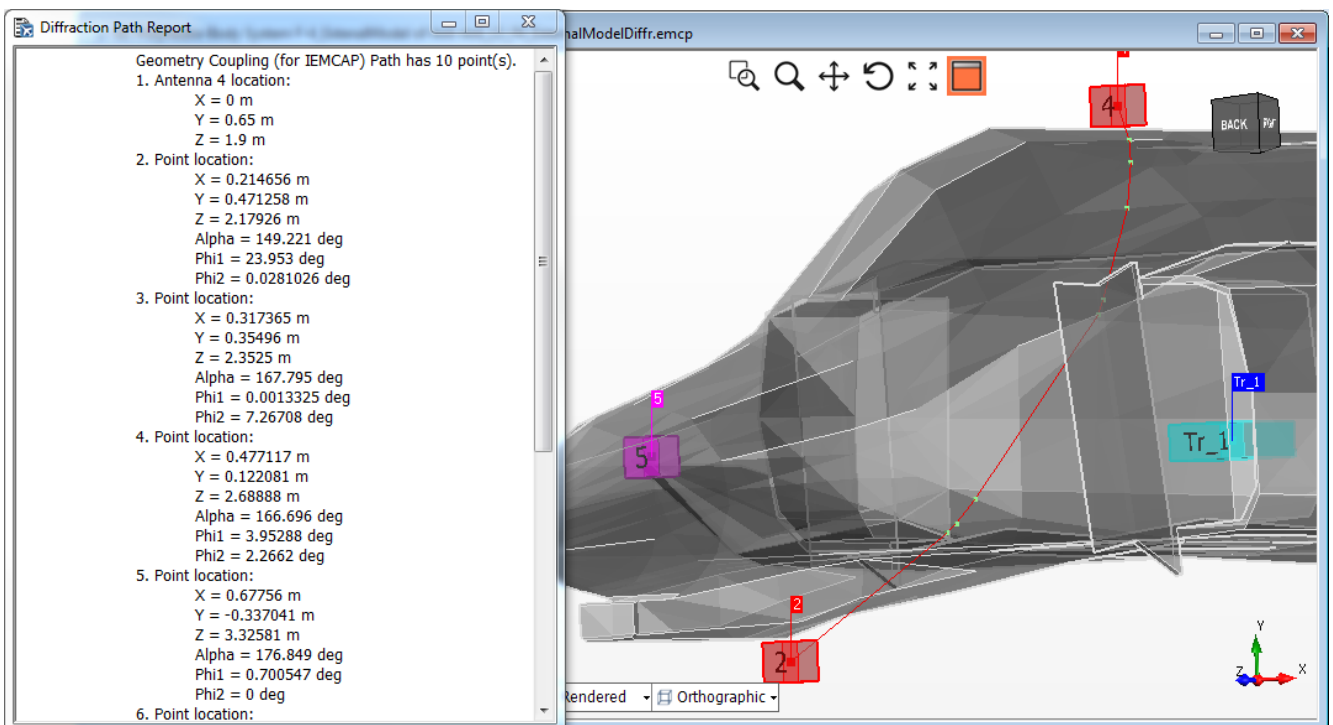 Diffraction Path Report
Geometry Coupling (for IEMCAP) Path has 10 point(s).
1. Antenna 4 location:
X = 0 m
Y = 0.65 m
Z = 1.9 m
2. Point location:
X = 0.214656 m
Y = 0.471258 m
Z = 2.17926 m
Alpha = 149.221 deg
Phi1 = 23.953 deg
Phi2 = 0.0281026 deg
3. Point location:
X = 0.317365 m
Y = 0.35496 m
Z = 2.3525 m
Alpha = 167.795 deg
Phi1 = 0.0013325 deg
Phi2 = 7.26708 deg
4. Point location:
X = 0.477117 m
Y = 0.122081 m
Z = 2.68888 m
Alpha = 166.696 deg
Phi1 = 3.95288 deg
Phi2 = 2.2662 deg
5. Point location:
X = 0.67756 m
Y = -0.337041 m
Z = 3.32581 m
Alpha = 176.849 deg
Phi1 = 0.700547 deg
Phi2 = 0 deg
6. Point location:
nalModelDiffr.emcp
4
BACK
5
5
Tr_1
Tr_1
2
2
Y
Z
X
Rendered
Orthographic